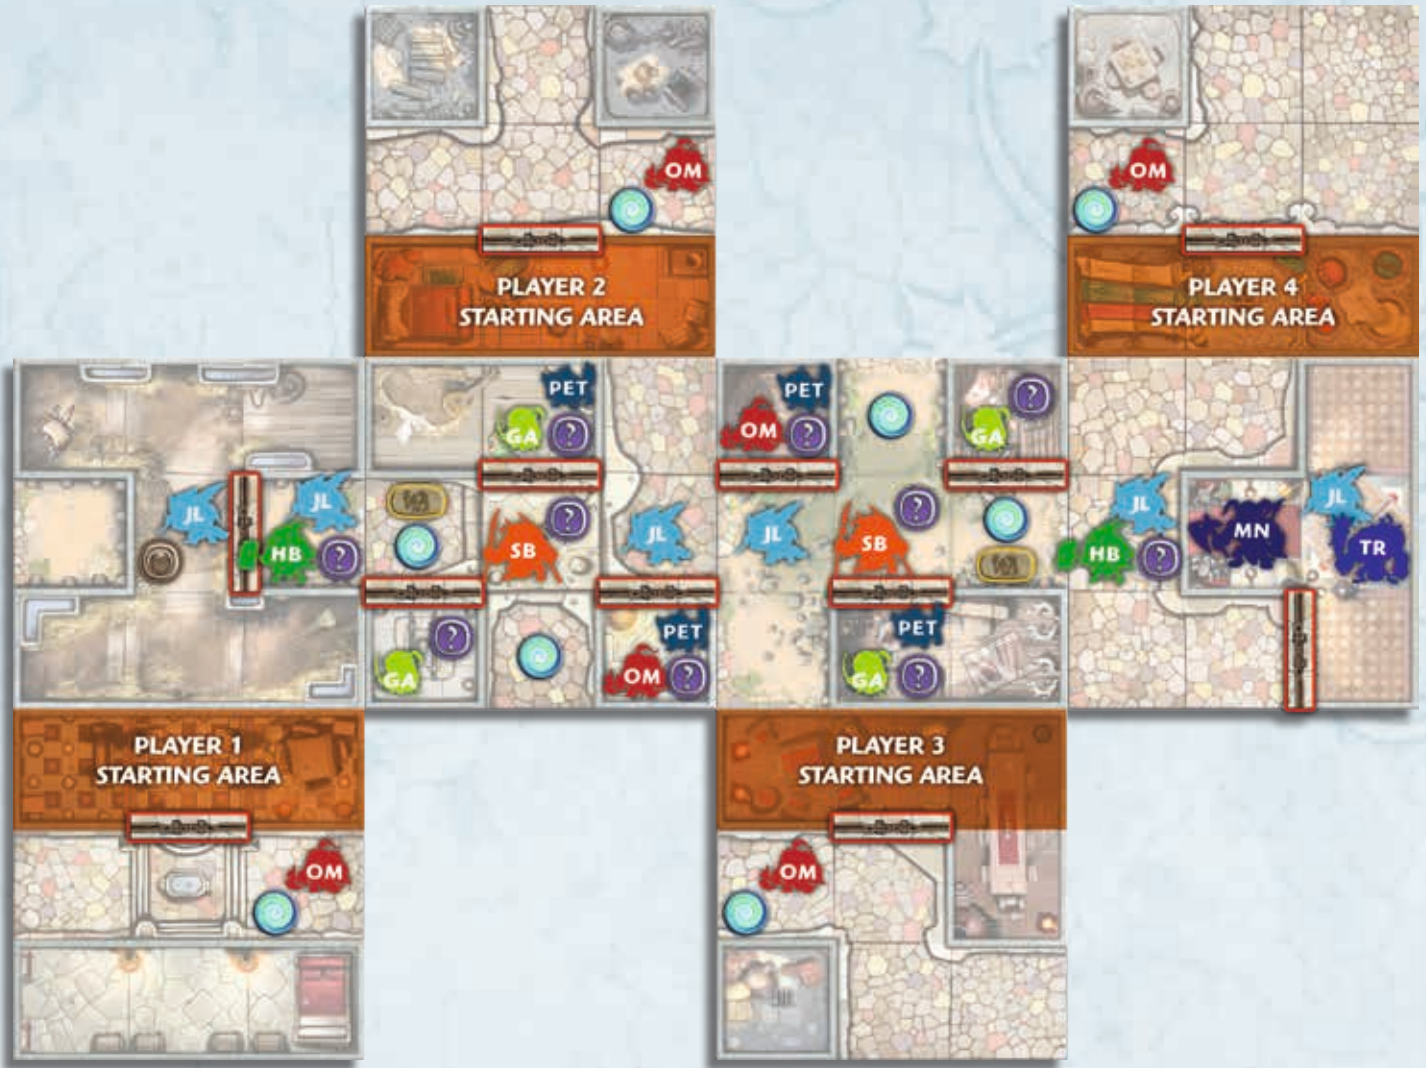 OM
OM
PLAYER 2
STARTING AREA
PLAYER 4
STARTING AREA
PET
GA
?
PET
OM
?
?
GA
JL
JL
HB
?
SB
?
JL
JL
SB
?
JL
HB
?
MN
JL
TR
?
GA
PET
OM
?
PET
GA
?
PLAYER 1
STARTING AREA
PLAYER 3
STARTING AREA
OM
OM